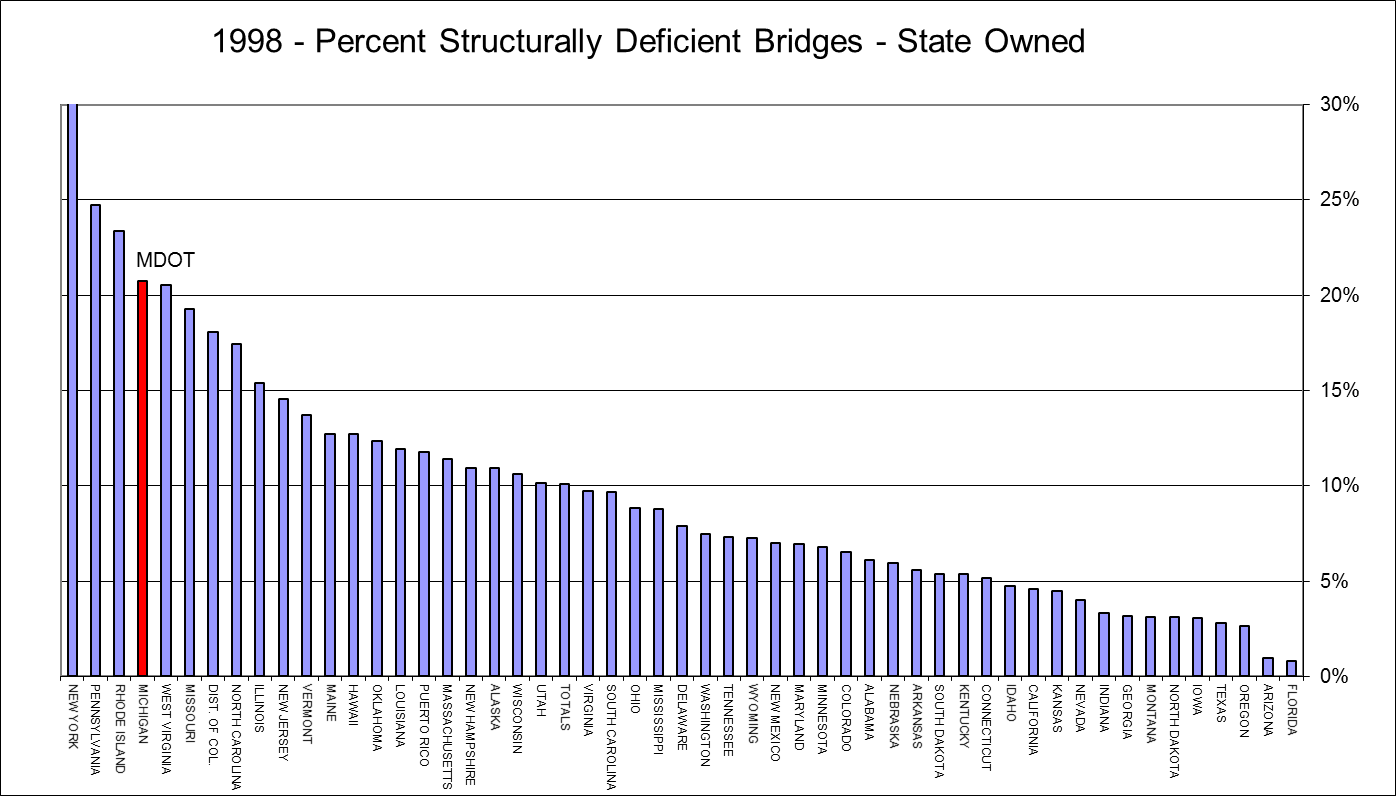 1998 - Percent Structurally Deficient Bridges - State Owned
30%
25%
20%
15%
10%
5%
0%
MDOT
NEW YORK
PENNSYLVANIA
RHODE ISLAND
MICHIGAN
WEST VIRGINIA
MISSOURI
DIST. OF COL.
NORTH CAROLINA
ILLINOIS
NEW JERSEY
VERMONT
MAINE
HAWAII
OKLAHOMA
LOUISIANA
PUERTO RICO
MASSACHUSETTS
NEW HAMPSHIRE
ALASKA
WISCONSIN
UTAH
TOTALS
VIRGINIA
SOUTH CAROLINA
OHIO
MISSISSIPPI
DELAWARE
WASHINGTON
TENNESSEE
WYOMING
NEW MEXICO
MARYLAND
MINNESOTA
COLORADO
ALABAMA
NEBRASKA
ARKANSAS
SOUTH DAKOTA
KENTUCKY
CONNECTICUT
IDAHO
CALIFORNIA
KANSAS
NEVADA
INDIANA
GEORGIA
MONTANA
NORTH DAKOTA
IOWA
TEXAS
OREGON
ARIZONA
FLORIDA